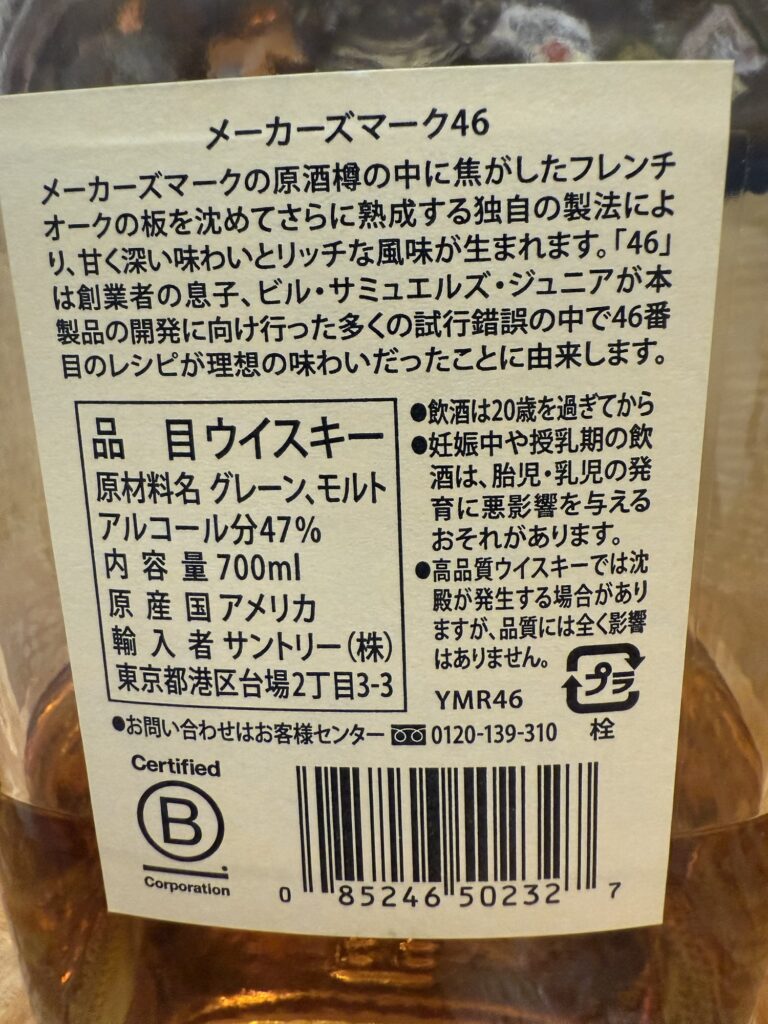 メーカーズマーク46
メーカーズマークの原酒樽の中に焦がしたフレンチ
オークの板を沈めてさらに熟成する独自の製法によ
り、甘く深い味わいとリッチな風味が生まれます。「46」
は創業者の息子、ビル・サミュエルズ・ジュニアが本
製品の開発に向け行った多くの試行錯誤の中で46番
目のレシピが理想の味わいだったことに由来します。
品 目 ウイスキー
原材料名 グレーン、モルト
アルコール分47%
内容量 700ml
原産国 アメリカ
輸入者 サントリー(株)
東京都港区台場2丁目3-3
●飲酒は20歳を過ぎてから
●妊娠中や授乳期の飲
酒は、胎児・乳児の発
育に悪影響を与える
おそれがあります。
●高品質ウイスキーでは沈
殿が発生する場合があり
ますが、品質には全く影響
はありません。
YMR46
プラ
栓
●お問い合わせはお客様センター 0120-139-310
Certified
B
Corporation
0 85246 50232 7